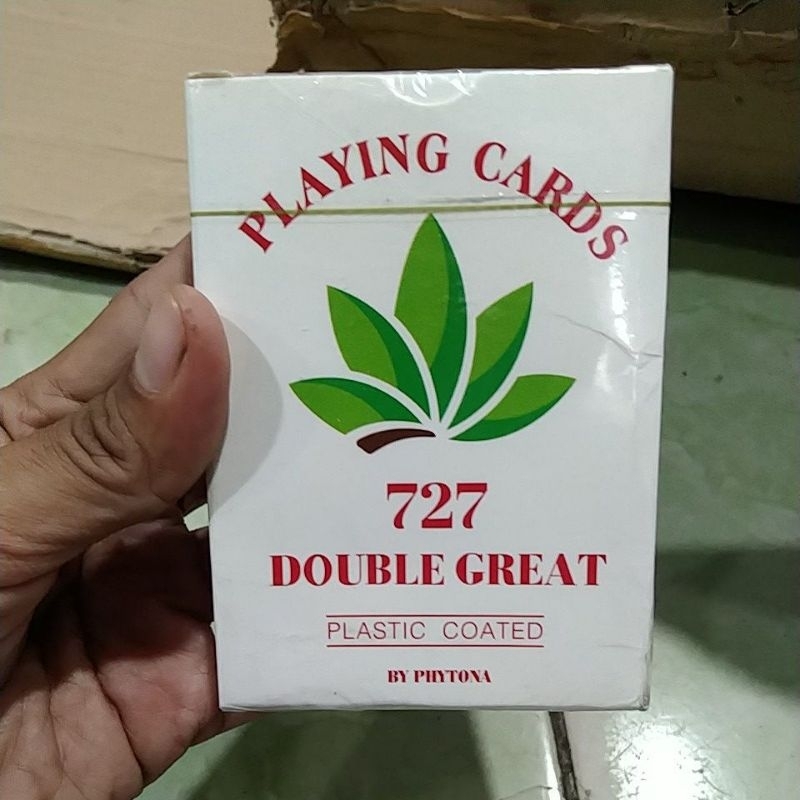 PLAYING CARDS
727
DOUBLE GREAT
PLASTIC COATED
BY PHYTONA